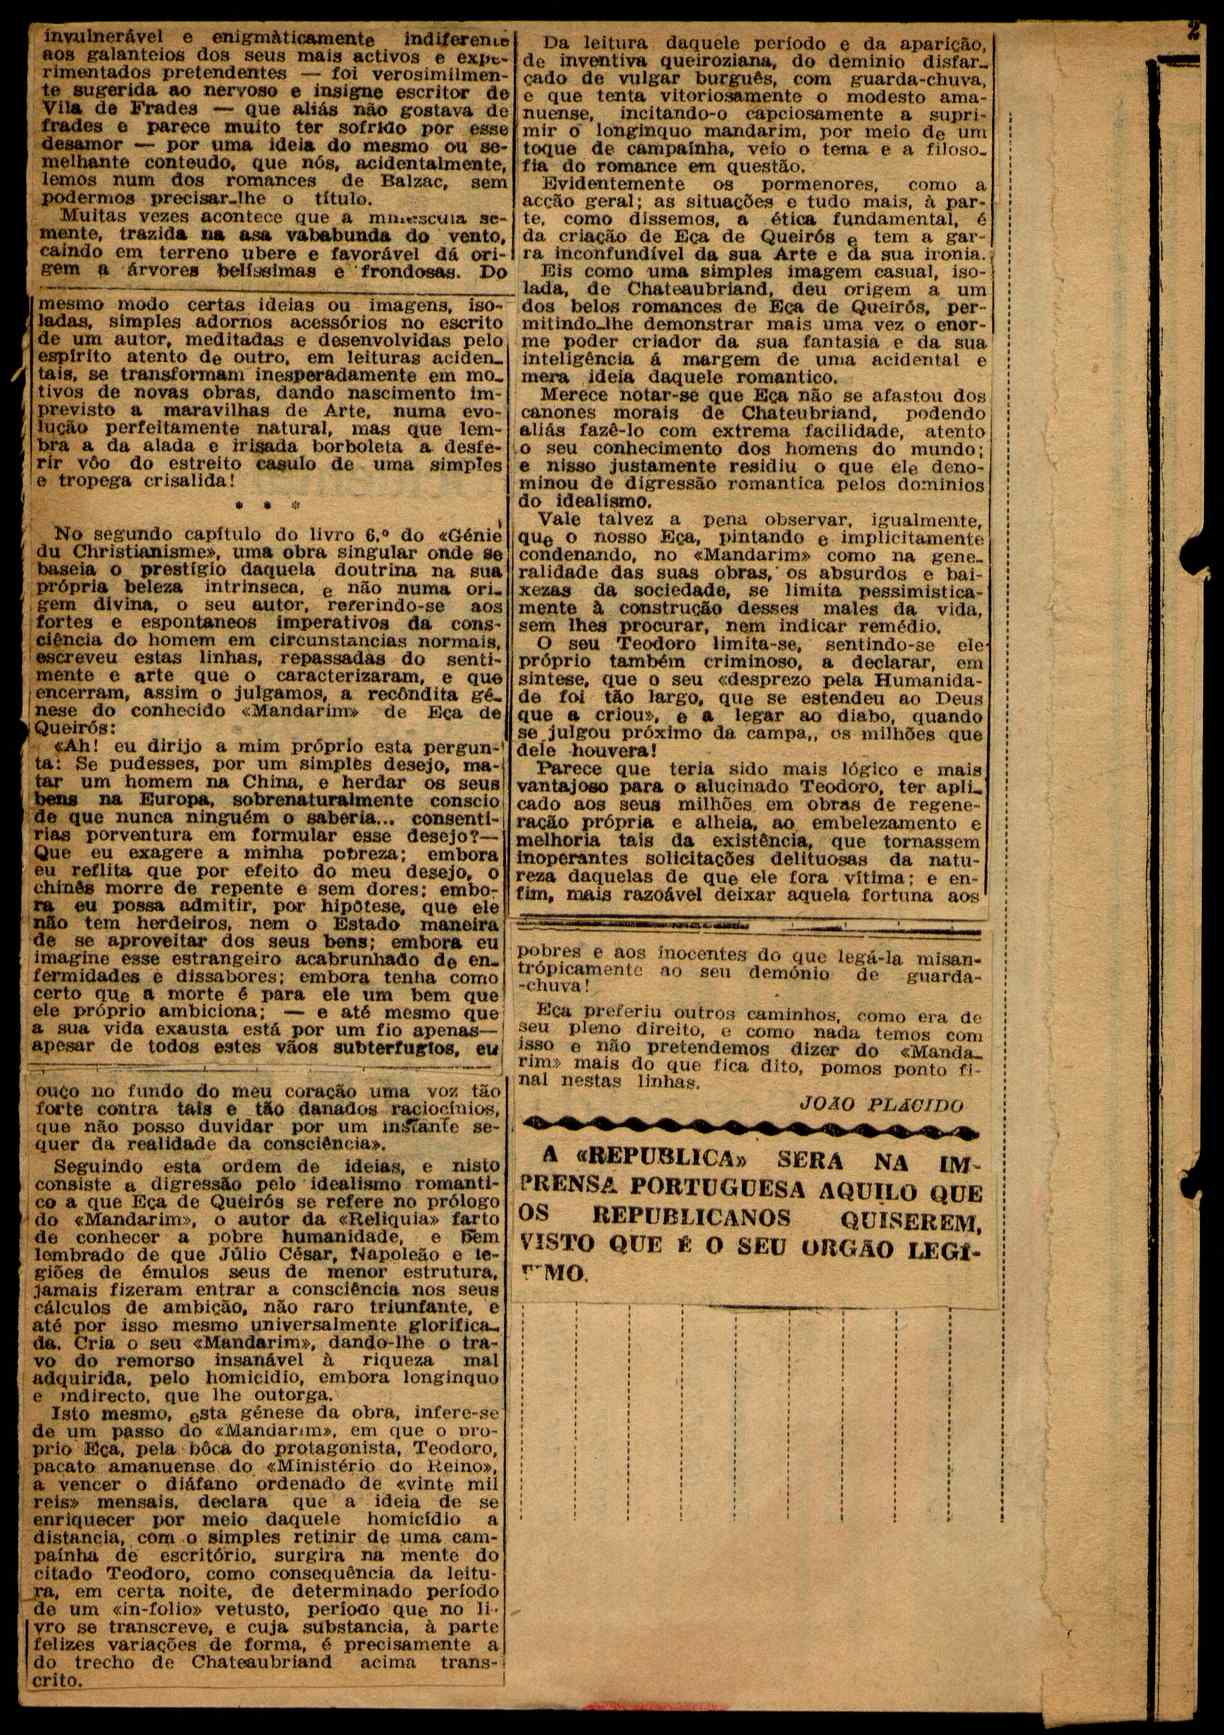 invulnerável e enigmàticamente indiferente
aos galanteios dos seus mais activos e expe-
rimentados pretendentes — foi verosimilmen-
te sugerida ao nervoso e insigne escritor de
Vila de Frades — que aliás não gostava de
frades e parece muito ter sofrido por esse
desamor — por uma ideia do mesmo ou se-
melhante conteudo, que nós, acidentalmente,
lemos num dos romances de Balzac, sem
podermos precisar-lhe o título.
Muitas vezes acontece que a minúscula se-
mente, trazida na asa vababunda do vento,
caindo em terreno ubere e favorável dá ori-
gem a árvores belíssimas e frondosas. Do
mesmo modo certas ideias ou imagens, iso-
ladas, simples adornos acessórios no escrito
de um autor, meditadas e desenvolvidas pelo
espírito atento de outro, em leituras aciden-
tais, se transformam inesperadamente em mo-
tivos de novas obras, dando nascimento im-
previsto a maravilhas de Arte, numa evo-
lução perfeitamente natural, mas que lem-
bra a da alada e irisada borboleta a desfe-
rir vôo do estreito casulo de uma simples
e tropega crisalida!
* * *
No segundo capítulo do livro 6.º do «Génie
du Christianisme», uma obra singular onde se
baseia o prestígio daquela doutrina na sua
própria beleza intrinseca, e não numa ori-
gem divina, o seu autor, referindo-se aos
fortes e espontaneos imperativos da cons-
ciência do homem em circunstancias normais,
escreveu estas linhas, repassadas do senti-
mento e arte que o caracterizaram, e que
encerram, assim o julgamos, a recôndita gé-
nese do conhecido «Mandarim» de Eça de
Queirós:
«Ah! eu dirijo a mim próprio esta pergun-
ta: Se pudesses, por um simples desejo, ma-
tar um homem na China, e herdar os seus
bens na Europa, sobrenaturalmente conscio
de que nunca ninguém o saberia... consenti-
rias porventura em formular esse desejo?—
Que eu exagere a minha pobreza; embora
eu reflita que por efeito do meu desejo, o
chinês morre de repente e sem dores; embo-
ra eu possa admitir, por hipótese, que ele
não tem herdeiros, nem o Estado maneira
de se aproveitar dos seus bens; embora eu
imagine esse estrangeiro acabrunhado de en-
fermidades e dissabores; embora tenha como
certo que a morte é para ele um bem que
ele próprio ambiciona; — e até mesmo que
a sua vida exausta está por um fio apenas—
apesar de todos estes vãos subterfugios, eu
ouço no fundo do meu coração uma voz tão
forte contra tais e tão danados raciocínios,
que não posso duvidar por um instante se-
quer da realidade da consciência».
Seguindo esta ordem de ideias, e nisto
consiste a digressão pelo idealismo romanti-
co a que Eça de Queirós se refere no prólogo
do «Mandarim», o autor da «Reliquia» farto
de conhecer a pobre humanidade, e bem
lembrado de que Júlio César, Napoleão e le-
giões de émulos seus de menor estrutura,
jamais fizeram entrar a consciência nos seus
cálculos de ambição, não raro triunfante, e
até por isso mesmo universalmente glorifica-
da. Cria o seu «Mandarim», dando-lhe o tra-
vo do remorso insanável à riqueza mal
adquirida, pelo homicidio, embora longinquo
e indirecto, que lhe outorga.
Isto mesmo, esta génese da obra, infere-se
de um passo do «Mandarim», em que o pro-
prio Eça, pela bôca do protagonista, Teodoro,
pacato amanuense do «Ministério do Reino»,
a vencer o diáfano ordenado de «vinte mil
reis» mensais, declara que a ideia de se
enriquecer por meio daquele homicídio a
distancia, com o simples retinir de uma cam-
paínha de escritório, surgira na mente do
citado Teodoro, como consequência da leitu-
ra, em certa noite, de determinado período
de um «in-folio» vetusto, periodo que no li-
vro se transcreve, e cuja substancia, à parte
felizes variações de forma, é precisamente a
do trecho de Chateaubriand acima trans-
crito.
Da leitura daquele período e da aparição,
de inventiva queiroziana, do deminio disfar-
çado de vulgar burguês, com guarda-chuva,
e que tenta vitoriosamente o modesto ama-
nuense, incitando-o capciosamente a supri-
mir o longinquo mandarim, por meio de um
toque de campaínha, veio o tema e a filoso-
fia do romance em questão.
Evidentemente os pormenores, como a
acção geral; as situações e tudo mais, à par-
te, como dissemos, a ética fundamental, é
da criação de Eça de Queirós e tem a gar-
ra inconfundível da sua Arte e da sua ironia.
Eis como uma simples imagem casual, iso-
lada, de Chateaubriand, deu origem a um
dos belos romances de Eça de Queirós, per-
mitindo-lhe demonstrar mais uma vez o enor-
me poder criador da sua fantasia e da sua
inteligência á margem de uma acidental e
mera ideia daquele romantico.
Merece notar-se que Eça não se afastou dos
canones morais de Chateubriand, podendo
aliás fazê-lo com extrema facilidade, atento
o seu conhecimento dos homens do mundo;
e nisso justamente residiu o que ele deno-
minou de digressão romantica pelos dominios
do idealismo.
Vale talvez a pena observar, igualmente,
que o nosso Eça, pintando e implicitamente
condenando, no «Mandarim» como na gene-
ralidade das suas obras, os absurdos e bai-
xezas da sociedade, se limita pessimistica-
mente à construção desses males da vida,
sem lhes procurar, nem indicar remédio.
O seu Teodoro limita-se, sentindo-se ele
próprio também criminoso, a declarar, em
sintese, que o seu «desprezo pela Humanida-
de foi tão largo, que se estendeu ao Deus
que a criou», e a legar ao diabo, quando
se julgou próximo da campa,, os milhões que
dele houvera!
Parece que teria sido mais lógico e mais
vantajoso para o alucinado Teodoro, ter apli-
cado aos seus milhões em obras de regene-
ração própria e alheia, ao embelezamento e
melhoria tais da existência, que tornassem
inoperantes solicitações delituosas da natu-
reza daquelas de que ele fora vítima; e en-
fim, mais razoável deixar aquela fortuna aos
pobres e aos inocentes do que legá-la misan-
trópicamente ao seu demónio de guarda-
-chuva!
Eça preferiu outros caminhos, como era de
seu pleno direito, e como nada temos com
isso e não pretendemos dizer do «Manda-
rim» mais do que fica dito, pomos ponto fi-
nal nestas linhas.
JOÃO PLÁCIDO
A «REPUBLICA» SERA NA IM-
PRENSA PORTUGUESA AQUILO QUE
OS REPUBLICANOS QUISEREM,
VISTO QUE É O SEU ORGÃO LEGÍ-
TIMO.
2